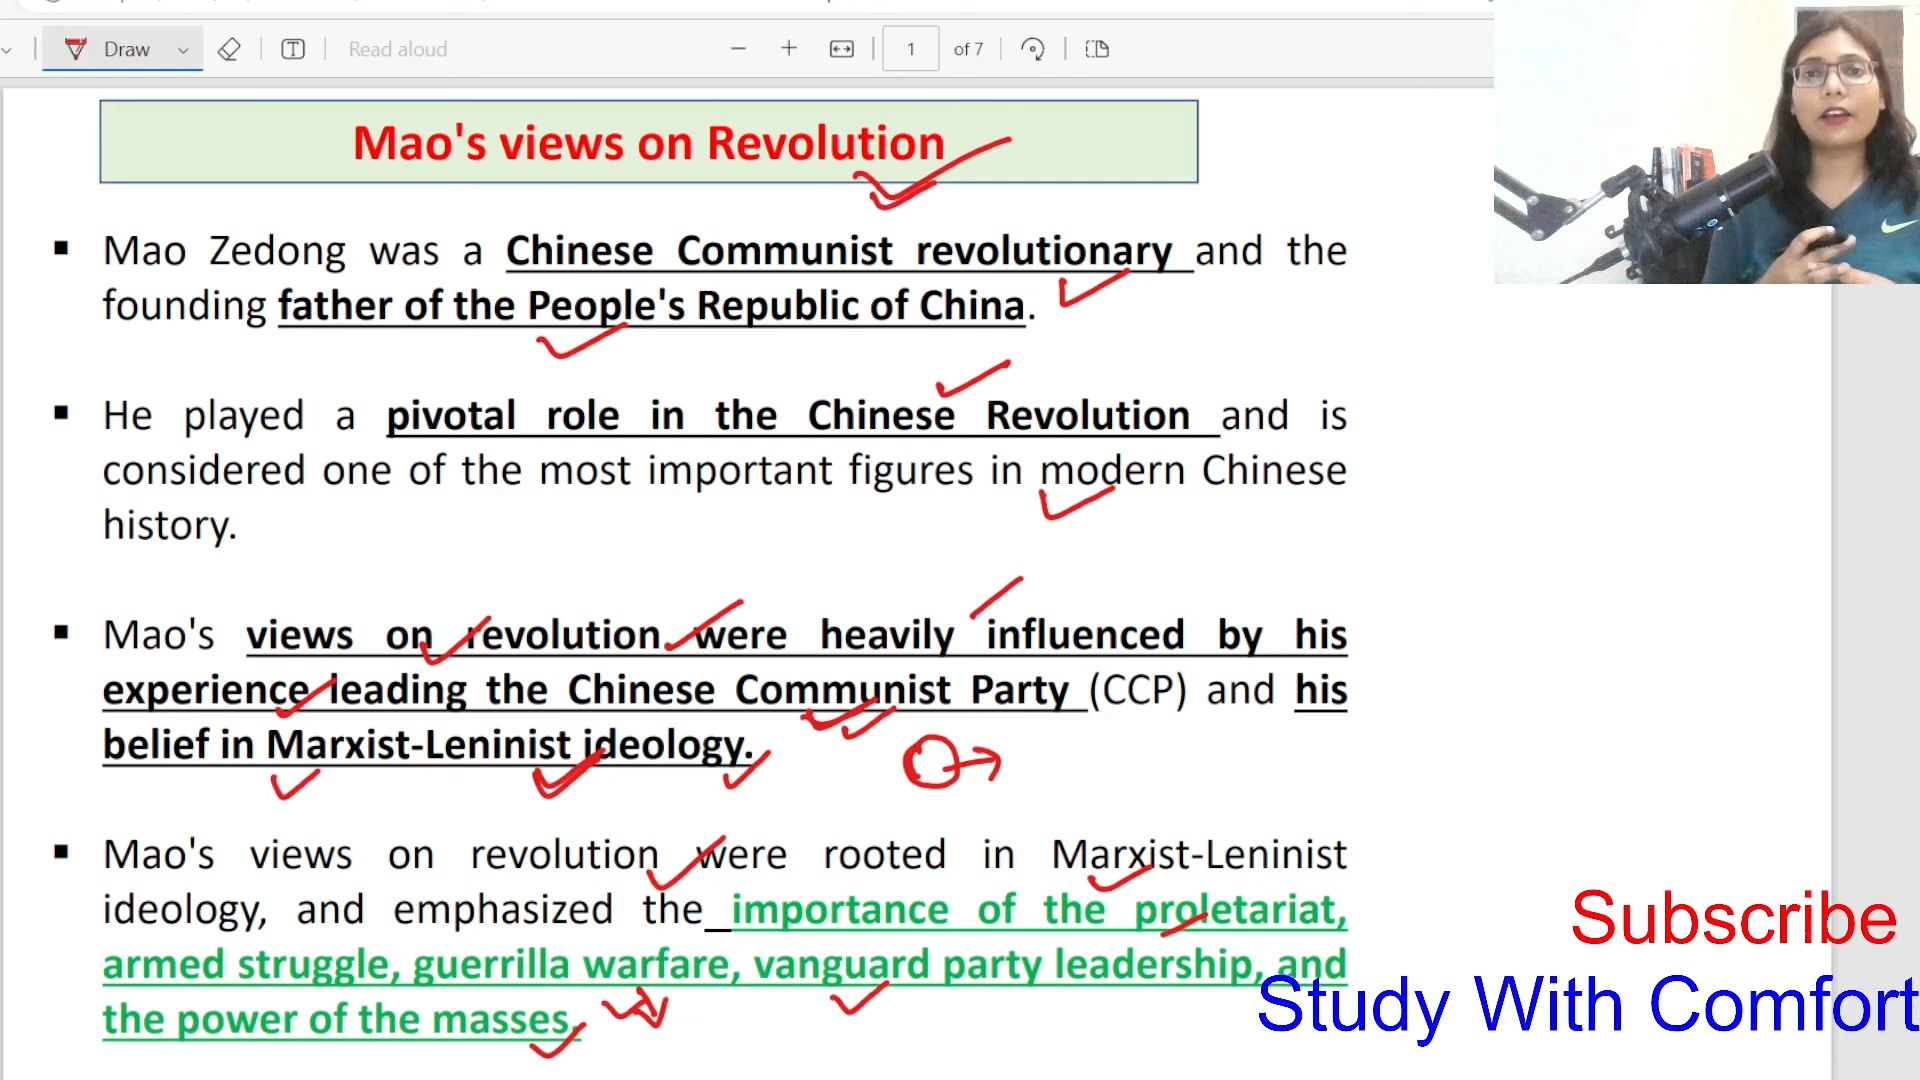 Draw
Read aloud
1 of 7
Mao's views on Revolution
▪ Mao Zedong was a Chinese Communist revolutionary and the
founding father of the People's Republic of China.
▪ He played a pivotal role in the Chinese Revolution and is
considered one of the most important figures in modern Chinese
history.
▪ Mao's views on revolution were heavily influenced by his
experience leading the Chinese Communist Party (CCP) and his
belief in Marxist-Leninist ideology.
▪ Mao's views on revolution were rooted in Marxist-Leninist
ideology, and emphasized the importance of the proletariat,
armed struggle, guerrilla warfare, vanguard party leadership, and
the power of the masses.
Subscribe
Study With Comfort